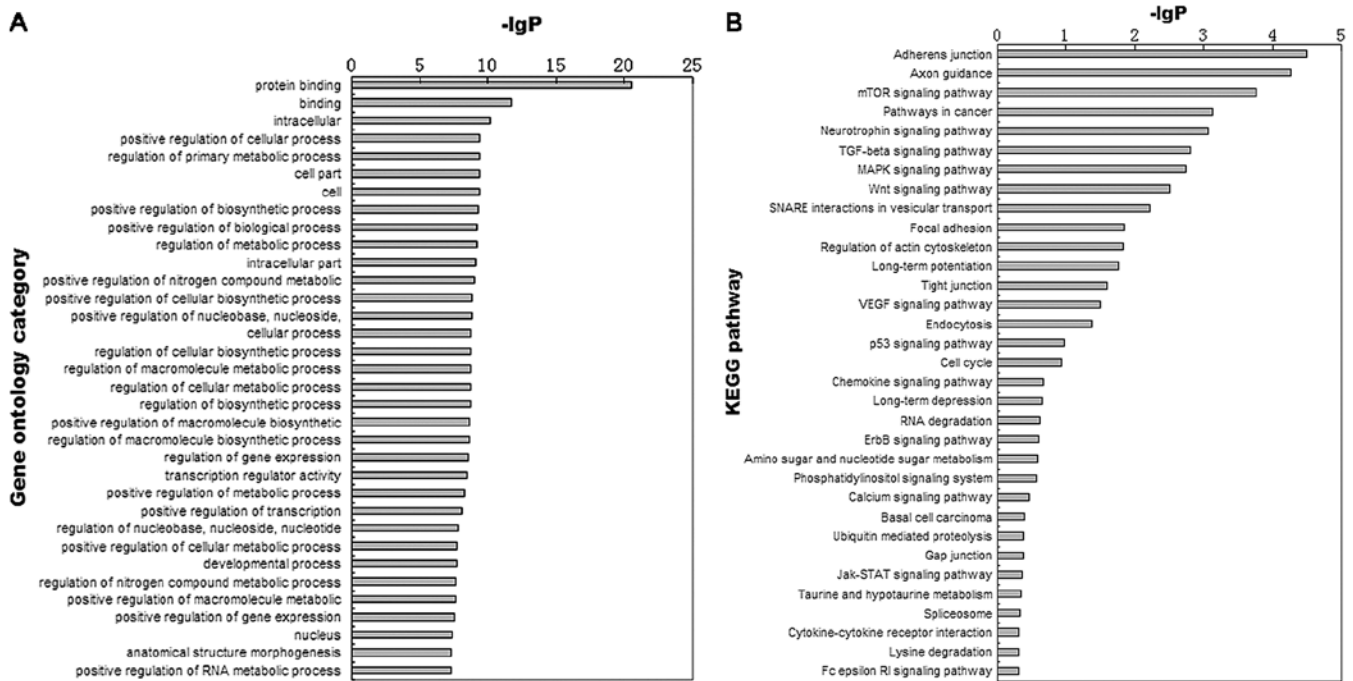 A
-lgP
0 5 10 15 20 25
Gene ontology category
protein binding
binding
intracellular
positive regulation of cellular process
regulation of primary metabolic process
cell part
cell
positive regulation of biosynthetic process
positive regulation of biological process
regulation of metabolic process
intracellular part
positive regulation of nitrogen compound metabolic
positive regulation of cellular biosynthetic process
positive regulation of nucleobase, nucleoside,
cellular process
regulation of cellular biosynthetic process
regulation of macromolecule metabolic process
regulation of cellular metabolic process
regulation of biosynthetic process
positive regulation of macromolecule biosynthetic
regulation of macromolecule biosynthetic process
regulation of gene expression
transcription regulator activity
positive regulation of metabolic process
positive regulation of transcription
regulation of nucleobase, nucleoside, nucleotide
positive regulation of cellular metabolic process
developmental process
regulation of nitrogen compound metabolic process
positive regulation of macromolecule metabolic
positive regulation of gene expression
nucleus
anatomical structure morphogenesis
positive regulation of RNA metabolic process
B
-lgP
0 1 2 3 4 5
KEGG pathway
Adherens junction
Axon guidance
mTOR signaling pathway
Pathways in cancer
Neurotrophin signaling pathway
TGF-beta signaling pathway
MAPK signaling pathway
Wnt signaling pathway
SNARE interactions in vesicular transport
Focal adhesion
Regulation of actin cytoskeleton
Long-term potentiation
Tight junction
VEGF signaling pathway
Endocytosis
p53 signaling pathway
Cell cycle
Chemokine signaling pathway
Long-term depression
RNA degradation
ErbB signaling pathway
Amino sugar and nucleotide sugar metabolism
Phosphatidylinositol signaling system
Calcium signaling pathway
Basal cell carcinoma
Ubiquitin mediated proteolysis
Gap junction
Jak-STAT signaling pathway
Taurine and hypotaurine metabolism
Spliceosome
Cytokine-cytokine receptor interaction
Lysine degradation
Fc epsilon RI signaling pathway